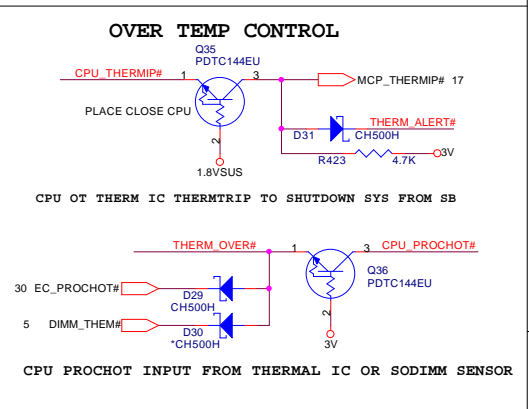 OVER TEMP CONTROL
Q35
PDTC144EU
CPU_THERMIP#
1
3
MCP_THERMIP# 17
PLACE CLOSE CPU
THERM_ALERT#
D31
CH500H
2
R423
4.7K
3V
1.8VSUS
CPU OT THERM IC THERMTRIP TO SHUTDOWN SYS FROM SB
THERM_OVER#
1
3
CPU_PROCHOT#
Q36
PDTC144EU
30 EC_PROCHOT#
D29
CH500H
2
5 DIMM_THEM#
D30
*CH500H
3V
CPU PROCHOT INPUT FROM THERMAL IC OR SODIMM SENSOR